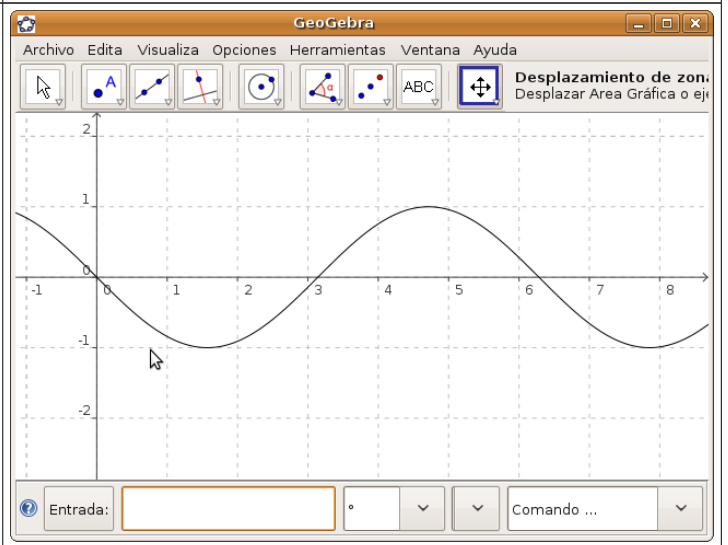 GeoGebra
Archivo Edita Visualiza Opciones Herramientas Ventana Ayuda
A
α
ABC
Desplazamiento de zona
Desplazar Area Gráfica o eje
2
1
0
-1 0 1 2 3 4 5 6 7 8
-1
-2
Entrada: ° Comando ...